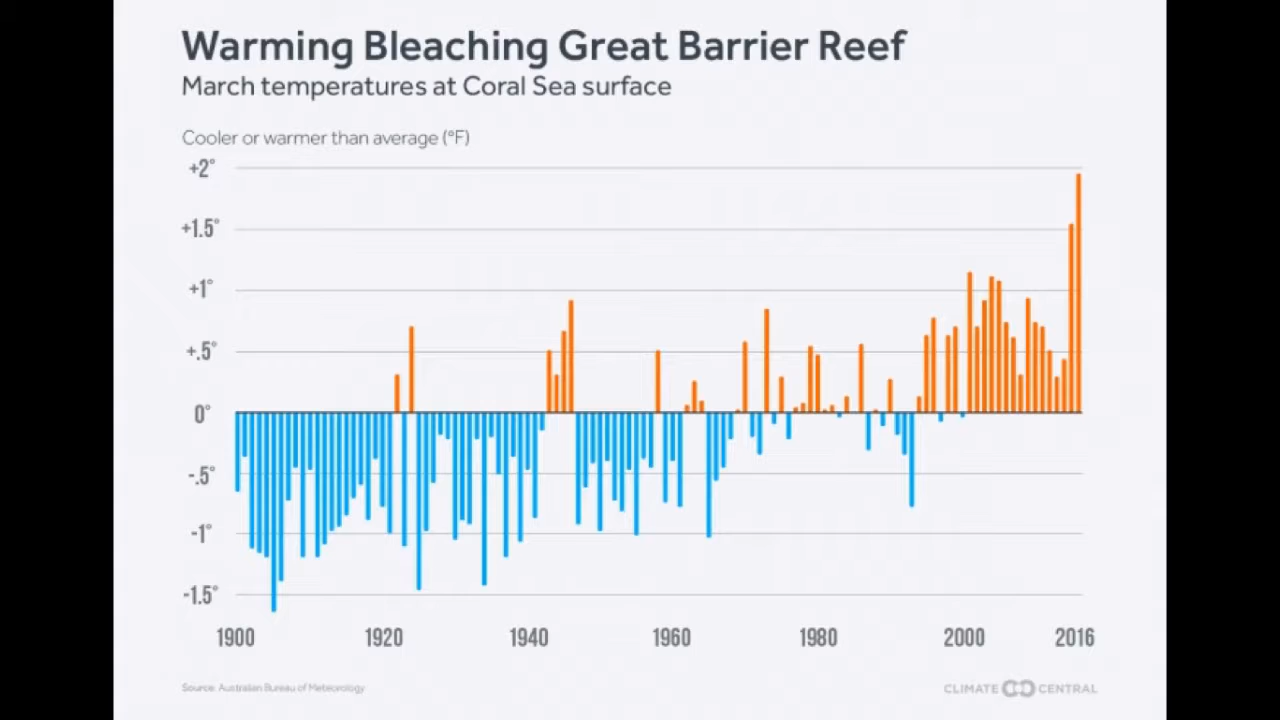 Warming Bleaching Great Barrier Reef
March temperatures at Coral Sea surface
Cooler or warmer than average (°F)
+2°
+1.5°
+1°
+.5°
0°
-.5°
-1°
-1.5°
1900 1920 1940 1960 1980 2000 2016
Source: Australian Bureau of Meteorology
CLIMATE CENTRAL